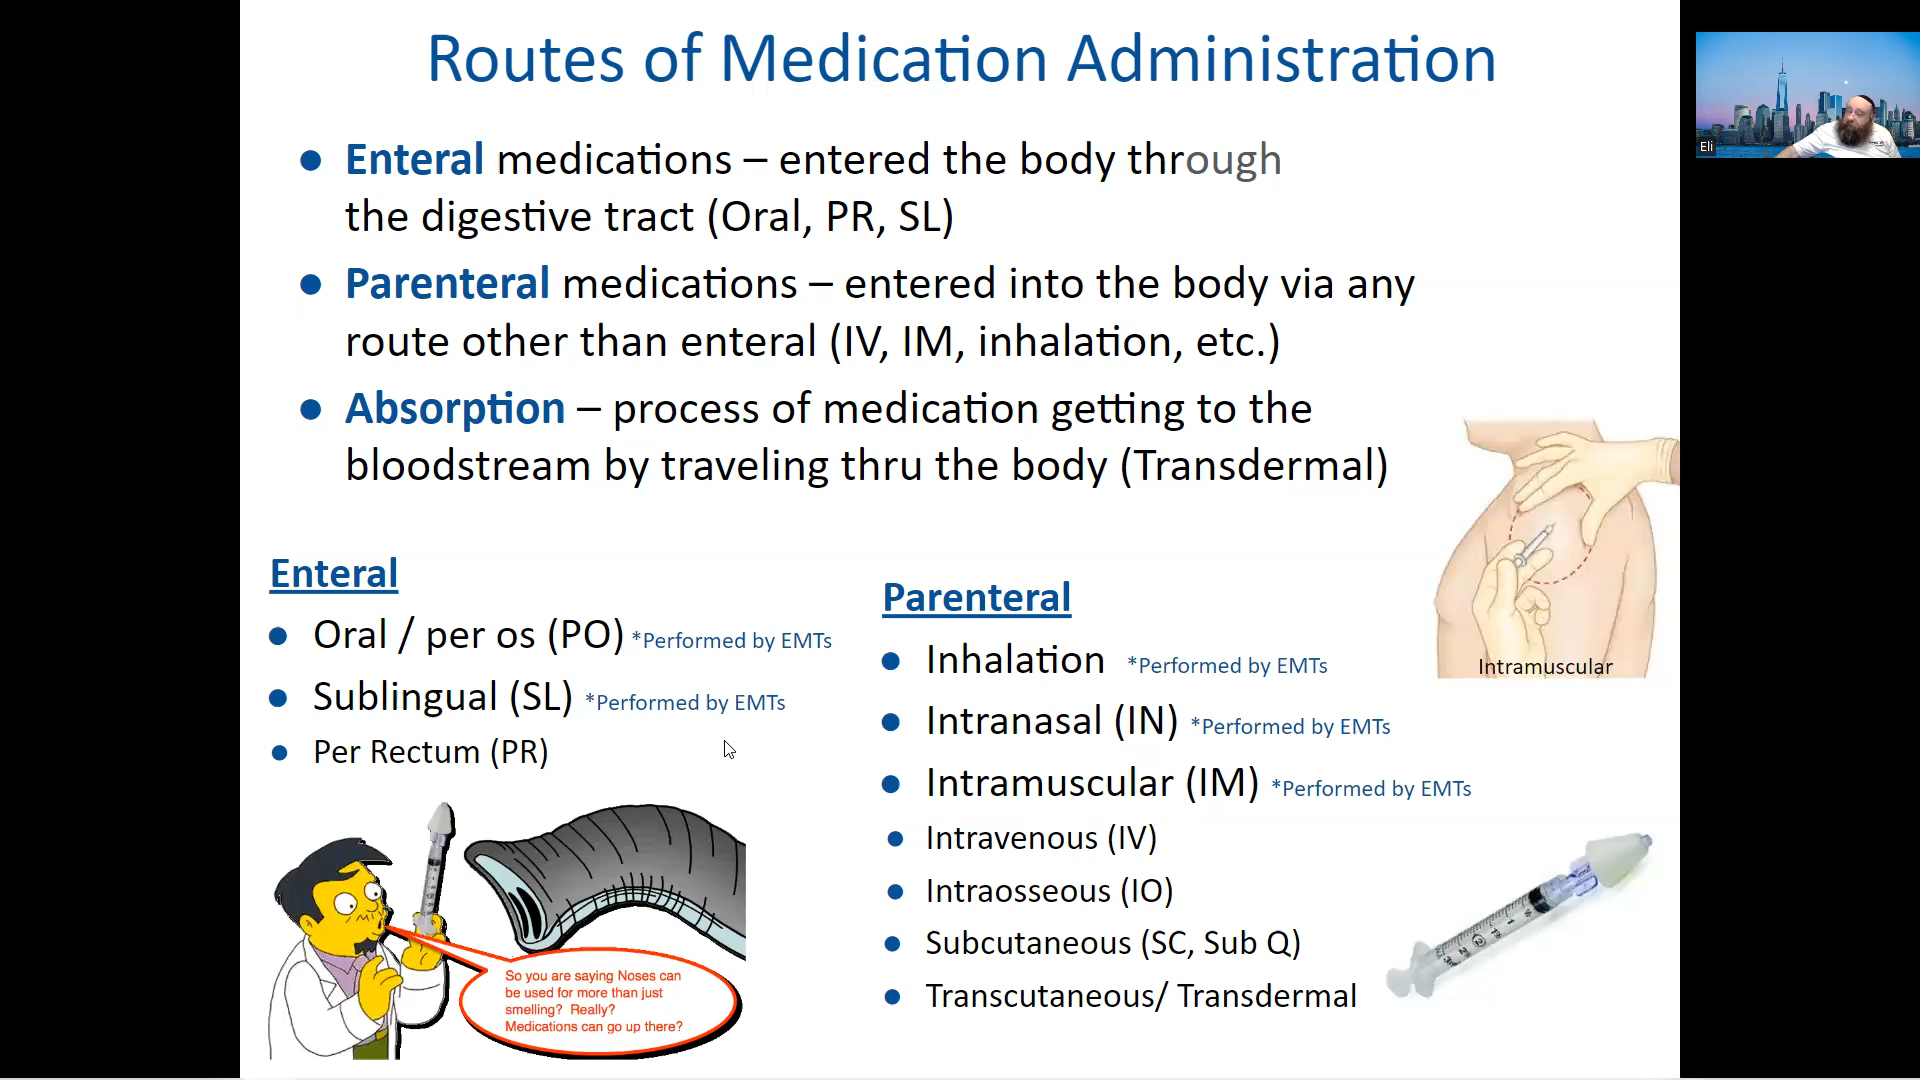 Routes of Medication Administration
Enteral medications – entered the body through
the digestive tract (Oral, PR, SL)
Parenteral medications – entered into the body via any
route other than enteral (IV, IM, inhalation, etc.)
Absorption – process of medication getting to the
bloodstream by traveling thru the body (Transdermal)
Enteral
Oral / per os (PO) *Performed by EMTs
Sublingual (SL) *Performed by EMTs
Per Rectum (PR)
So you are saying Noses can
be used for more than just
smelling? Really?
Medications can go up there?
Parenteral
Inhalation *Performed by EMTs
Intranasal (IN) *Performed by EMTs
Intramuscular (IM) *Performed by EMTs
Intravenous (IV)
Intraosseous (IO)
Subcutaneous (SC, Sub Q)
Transcutaneous/ Transdermal
Intramuscular
Eli